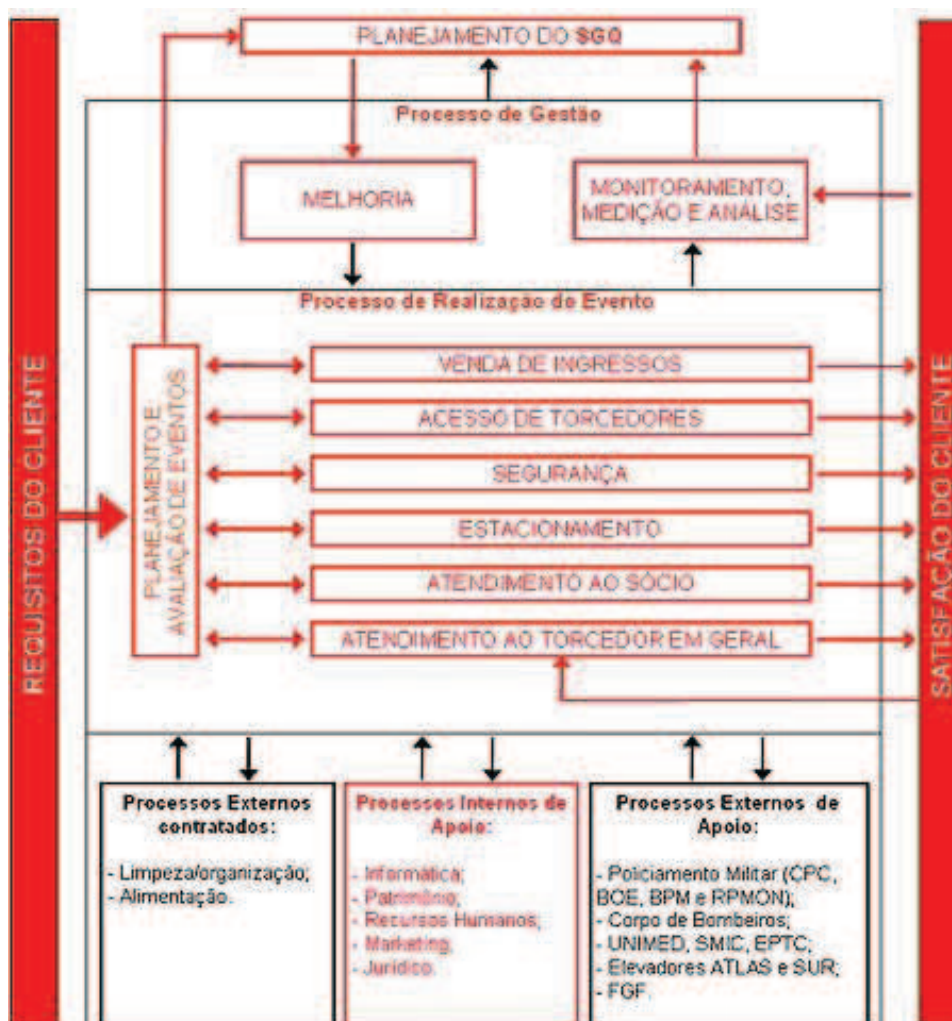 PLANEJAMENTO DO SGQ
Processo de Gestão
MELHORIA
MONITORAMENTO,
MEDIÇÃO E ANÁLISE
Processo de Realização do Evento
REQUISITOS DO CLIENTE
PLANEJAMENTO E
AVALIAÇÃO DE EVENTOS
VENDA DE INGRESSOS
ACESSO DE TORCEDORES
SEGURANÇA
ESTACIONAMENTO
ATENDIMENTO AO SÓCIO
ATENDIMENTO AO TORCEDOR EM GERAL
SATISFAÇÃO DO CLIENTE
Processos Externos
contratados:
- Limpeza/organização;
- Alimentação.
Processos Internos de
Apoio:
- Informática;
- Patrimônio;
- Recursos Humanos;
- Marketing;
- Jurídico.
Processos Externos de
Apoio:
- Policiamento Militar (CPC,
BOE, BPM e RPMON);
- Corpo de Bombeiros;
- UNIMED, SMIC, EPTC;
- Elevadores ATLAS e SUR;
- FGF.